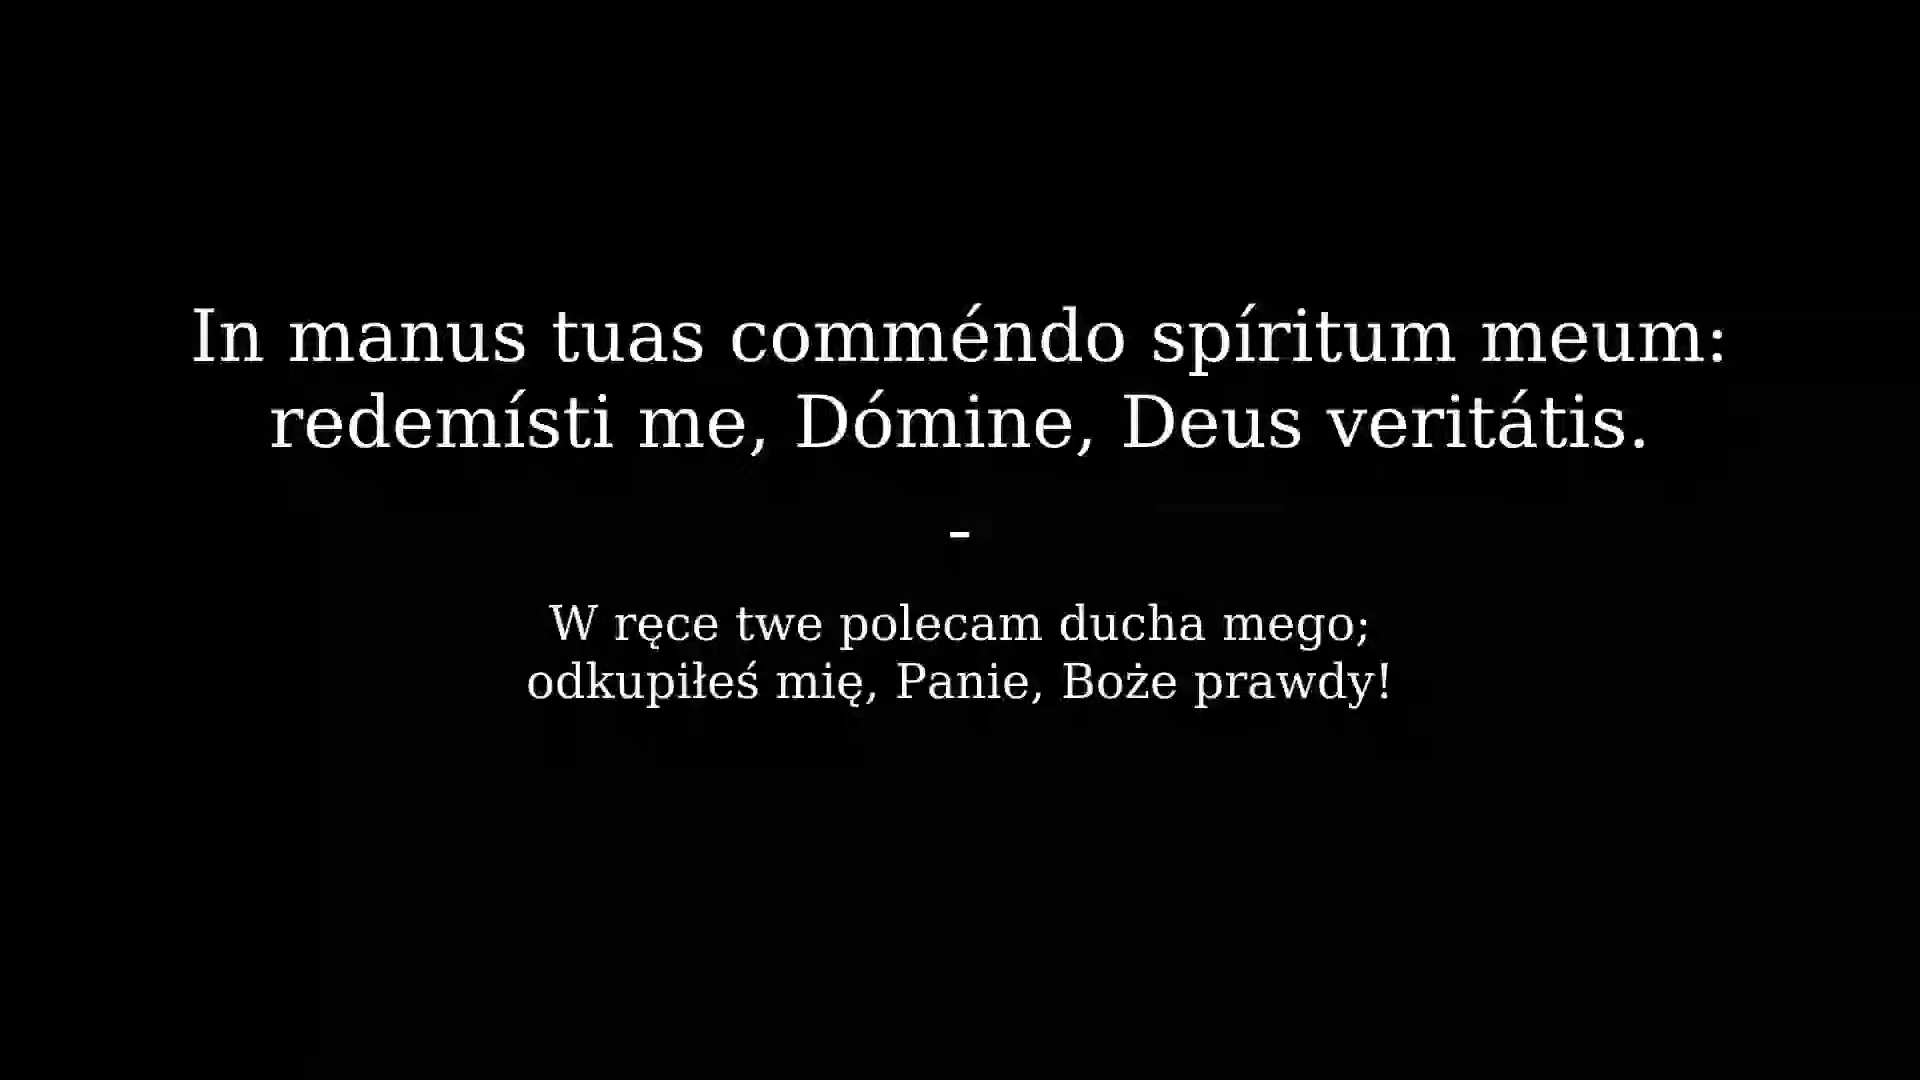 In manus tuas comméndo spíritum meum:
redemísti me, Dómine, Deus veritátis.
-
W ręce twe polecam ducha mego;
odkupiłeś mię, Panie, Boże prawdy!